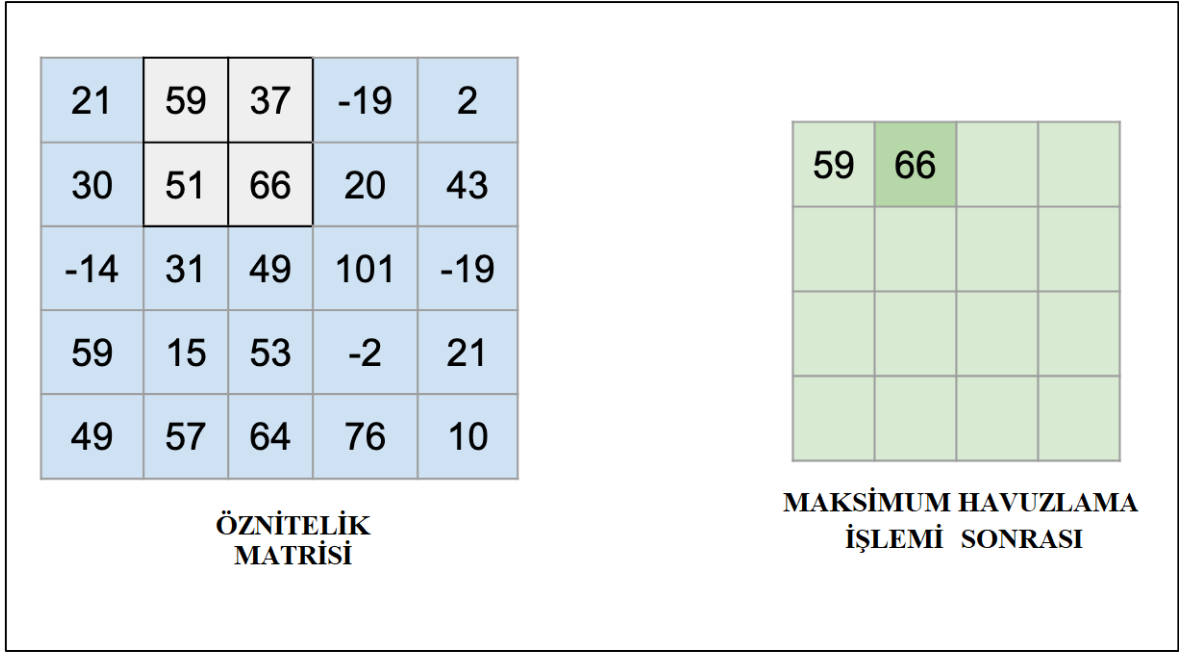 21 59 37 -19 2
30 51 66 20 43
-14 31 49 101 -19
59 15 53 -2 21
49 57 64 76 10
ÖZNİTELİK
MATRİSİ
59 66
MAKSİMUM HAVUZLAMA
İŞLEMİ SONRASI